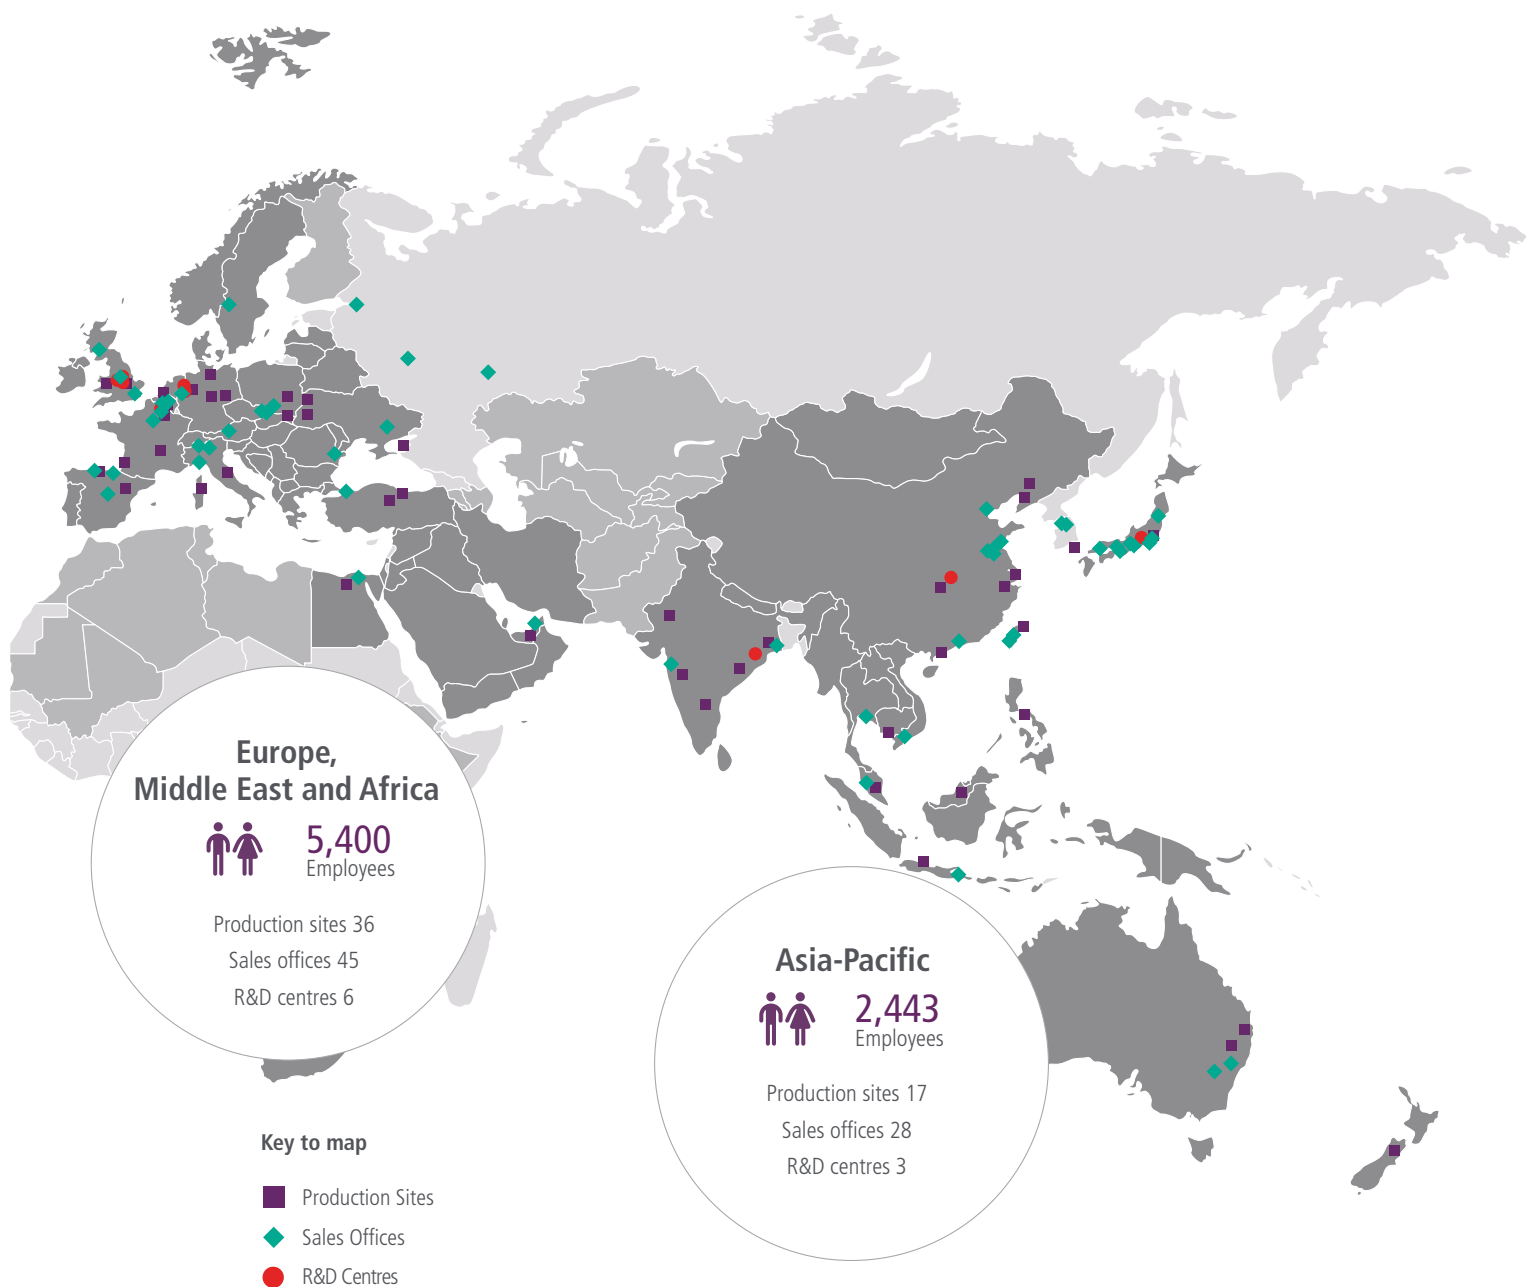 Europe,
Middle East and Africa
5,400
Employees
Production sites 36
Sales offices 45
R&D centres 6
Asia-Pacific
2,443
Employees
Production sites 17
Sales offices 28
R&D centres 3
Key to map
Production Sites
Sales Offices
R&D Centres